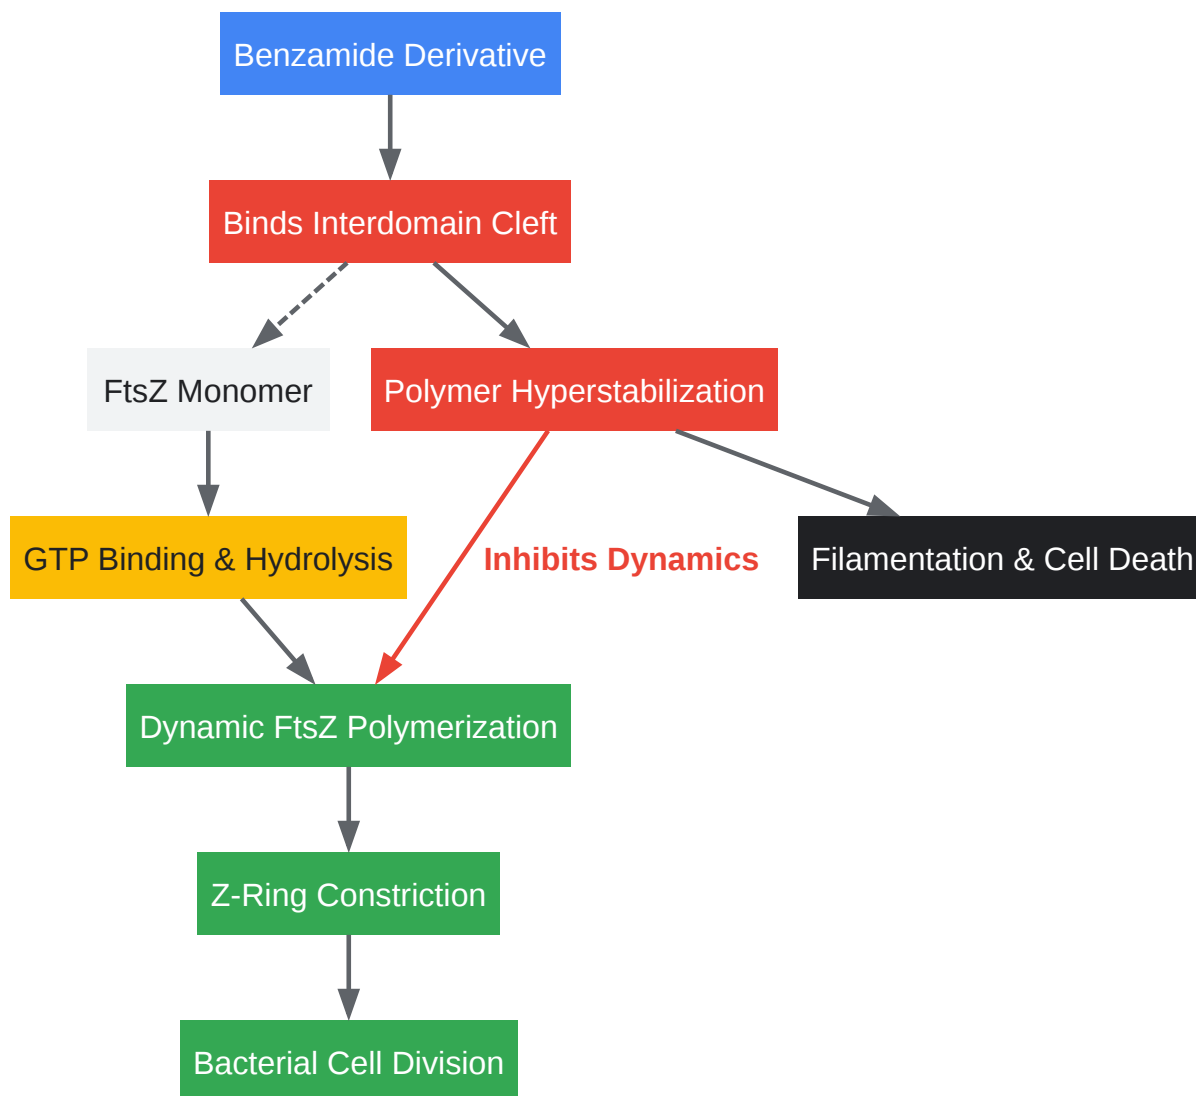 Benzamide Derivative
Binds Interdomain Cleft
FtsZ Monomer
Polymer Hyperstabilization
GTP Binding & Hydrolysis
Inhibits Dynamics
Filamentation & Cell Death
Dynamic FtsZ Polymerization
Z-Ring Constriction
Bacterial Cell Division